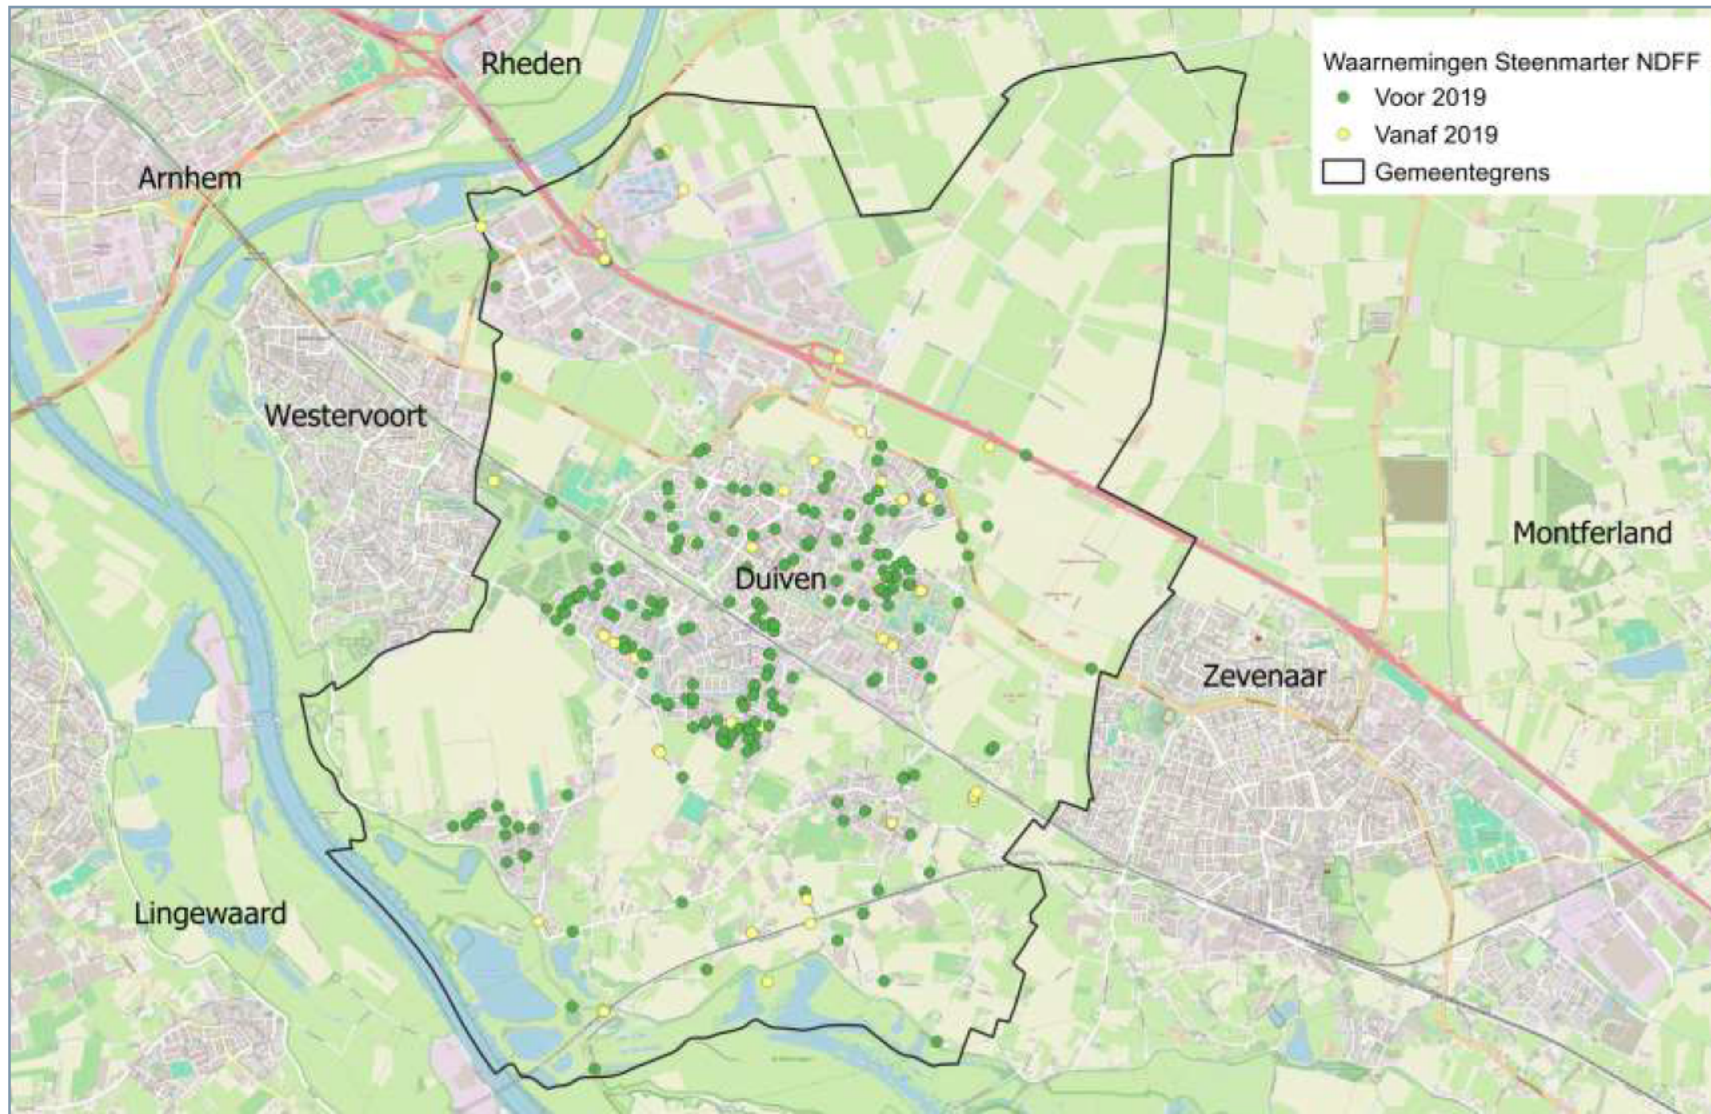 Rheden
Waarnemingen Steenmarter NDFF
Voor 2019
Vanaf 2019
Gemeentegrens
Arnhem
Westervoort
Montferland
Duiven
Zevenaar
Lingewaard